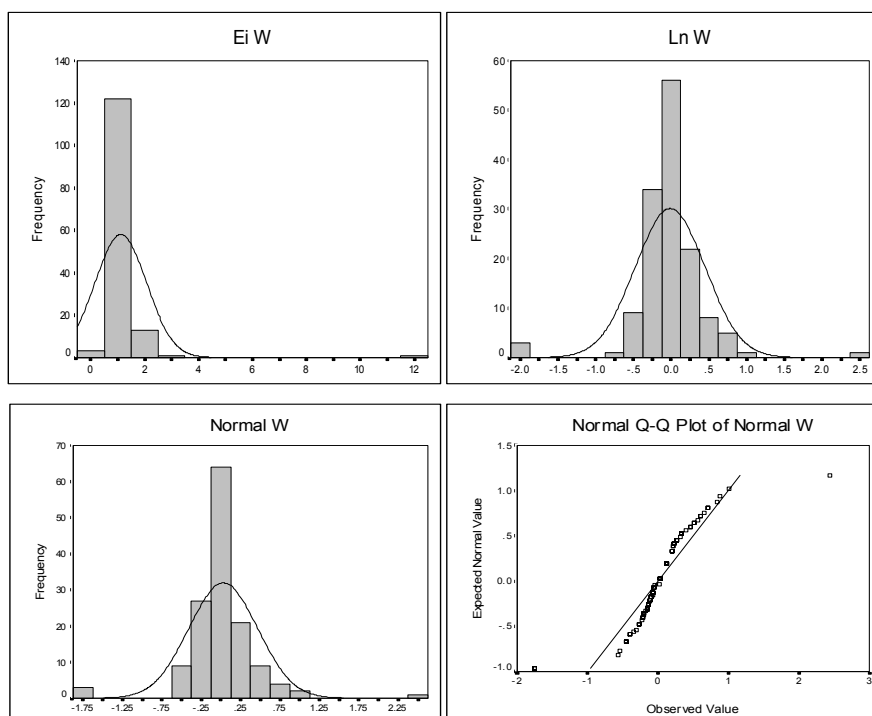 Ei W
140
120
100
80
60
40
20
0
Frequency
0 2 4 6 8 10 12
Ln W
60
50
40
30
20
10
0
Frequency
-2.0 -1.5 -1.0 -.5 0.0 .5 1.0 1.5 2.0 2.5
Normal W
70
60
50
40
30
20
10
0
Frequency
-1.75 -1.25 -.75 -.25 .25 .75 1.25 1.75 2.25
Normal Q-Q Plot of Normal W
1.5
1.0
.5
0.0
-.5
-1.0
Expected Normal Value
-2 -1 0 1 2 3
Observed Value